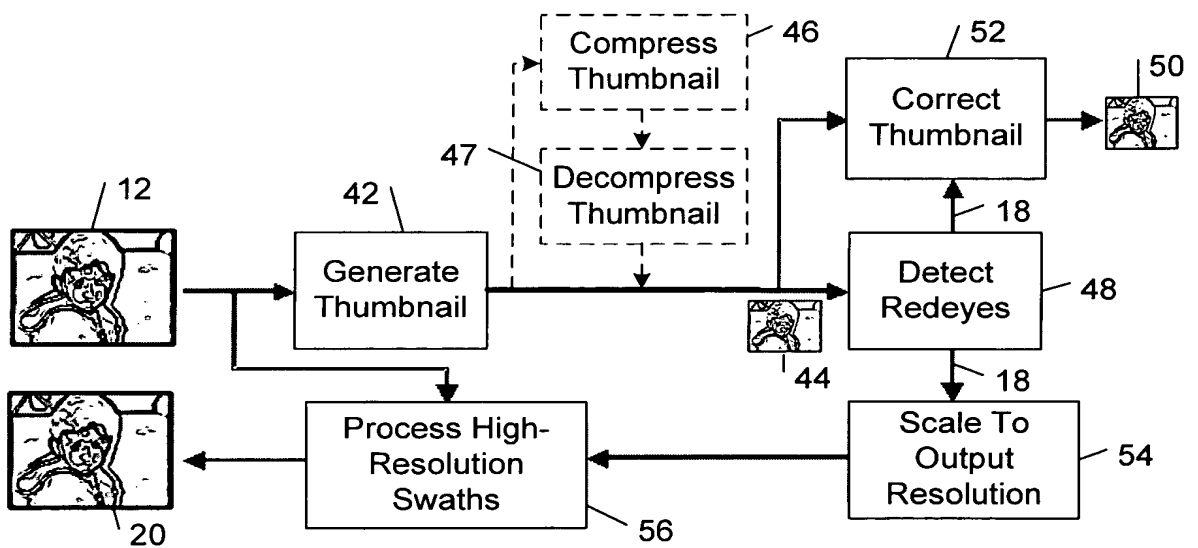 Compress
Thumbnail
46
52
50
Correct
Thumbnail
47
Decompress
Thumbnail
12
42
18
Generate
Thumbnail
Detect
Redeyes
48
44
18
Process High-
Resolution
Swaths
Scale To
Output
Resolution
54
20
56